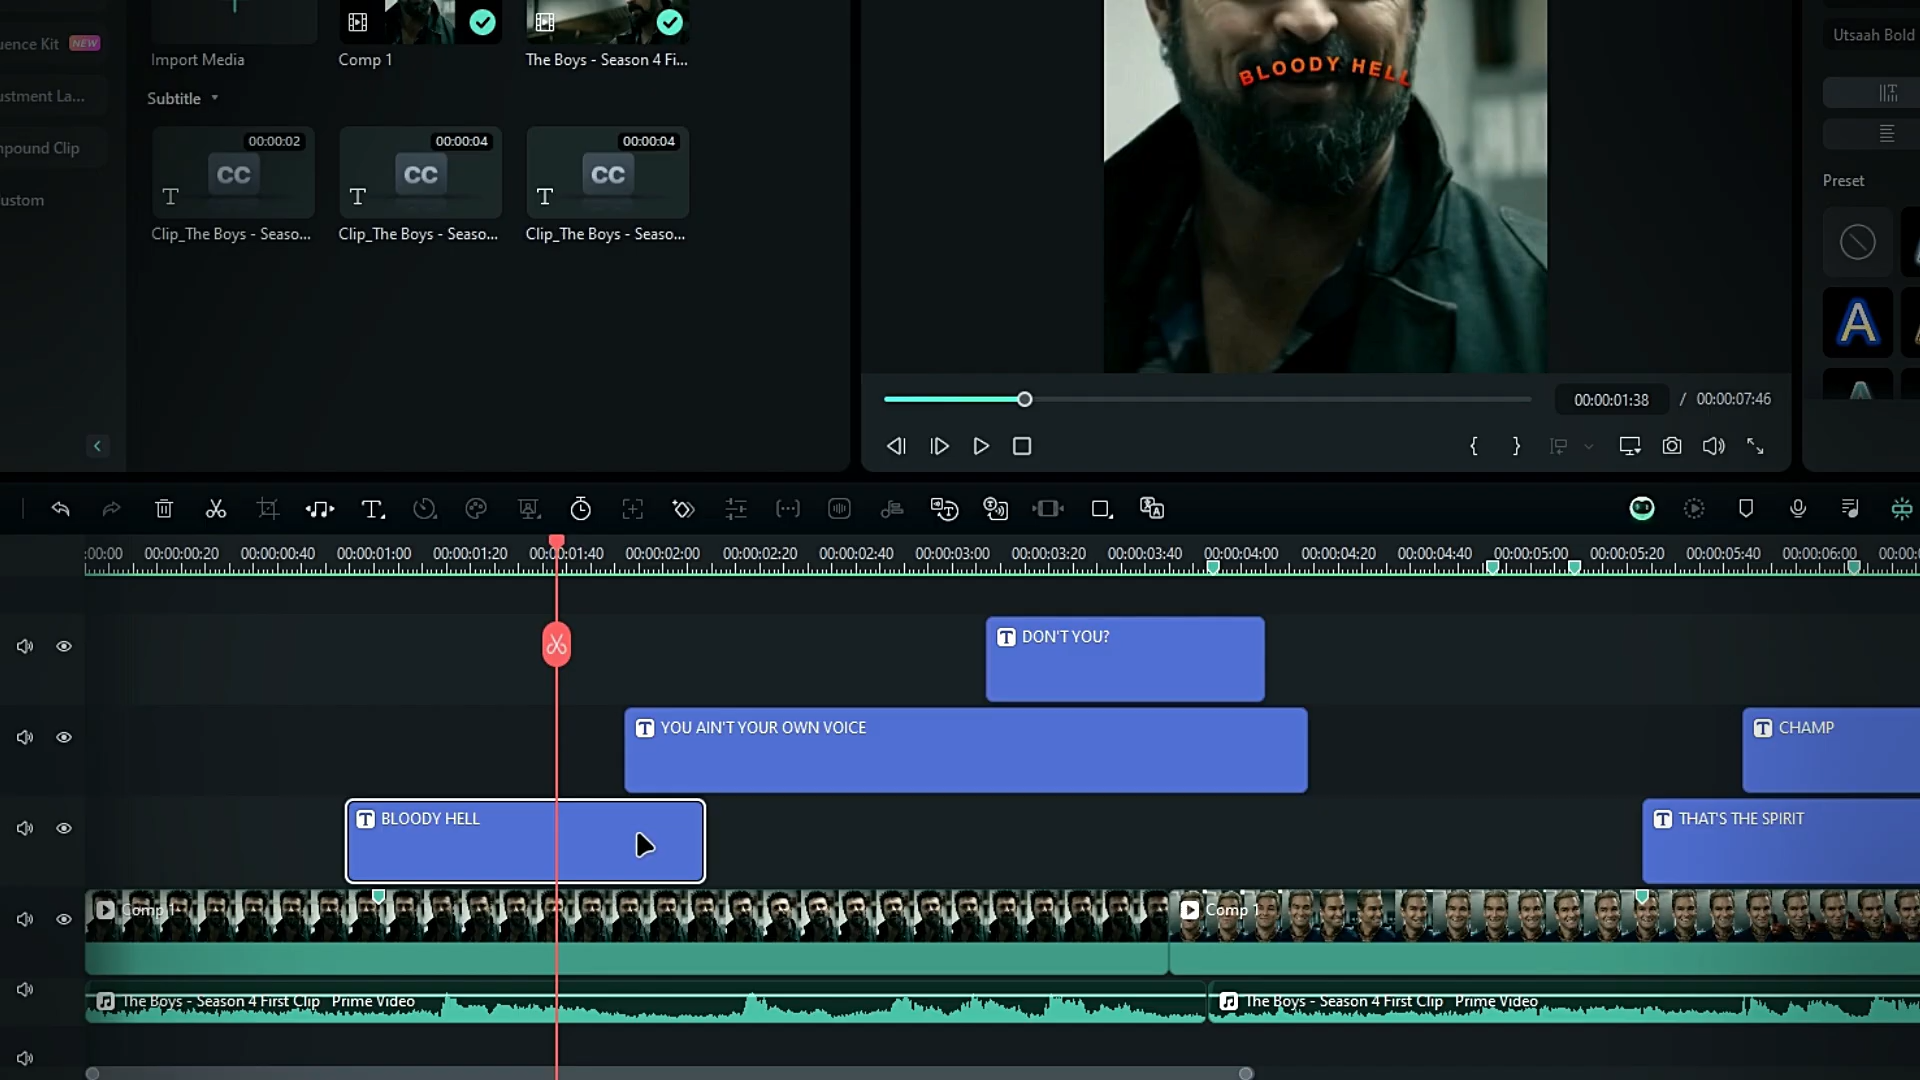 uence Kit NEW
ustment La...
npound Clip
ustom
Import Media
Comp 1
The Boys - Season 4 Fi...
Subtitle
00:00:02
00:00:04
00:00:04
CC
CC
CC
T
T
T
Clip_The Boys - Seaso...
Clip_The Boys - Seaso...
Clip_The Boys - Seaso...
BLOODY HELL
00:00:01:38 / 00:00:07:46
Utsaah Bold
Preset
A
:00:00 00:00:00:20 00:00:00:40 00:00:01:00 00:00:01:20 00:00:01:40 00:00:02:00 00:00:02:20 00:00:02:40 00:00:03:00 00:00:03:20 00:00:03:40 00:00:04:00 00:00:04:20 00:00:04:40 00:00:05:00 00:00:05:20 00:00:05:40 00:00:06:00 00:00:
T DON'T YOU?
T YOU AIN'T YOUR OWN VOICE
T CHAMP
T BLOODY HELL
T THAT'S THE SPIRIT
Comp 1
Comp 1
The Boys - Season 4 First Clip Prime Video
The Boys - Season 4 First Clip Prime Video